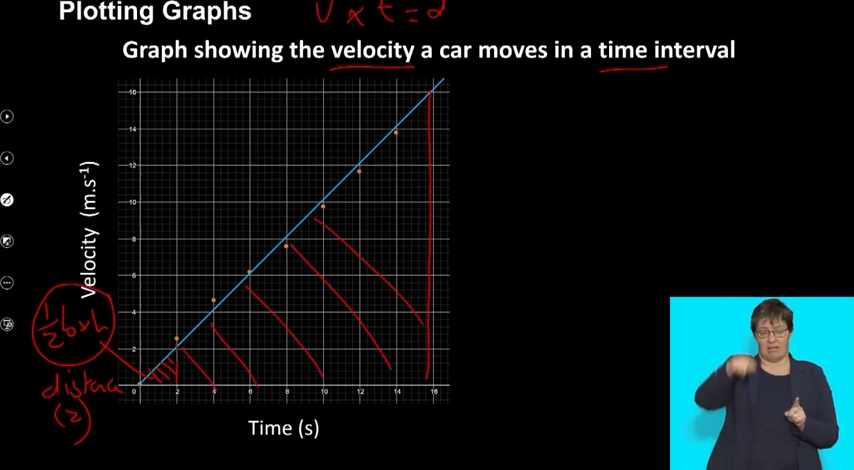 Plotting Graphs
V × t = d
Graph showing the velocity a car moves in a time interval
Velocity (m.s⁻¹)
16
14
12
10
8
6
4
2
0 2 4 6 8 10 12 14 16
Time (s)
½ b × h
distance
(2)